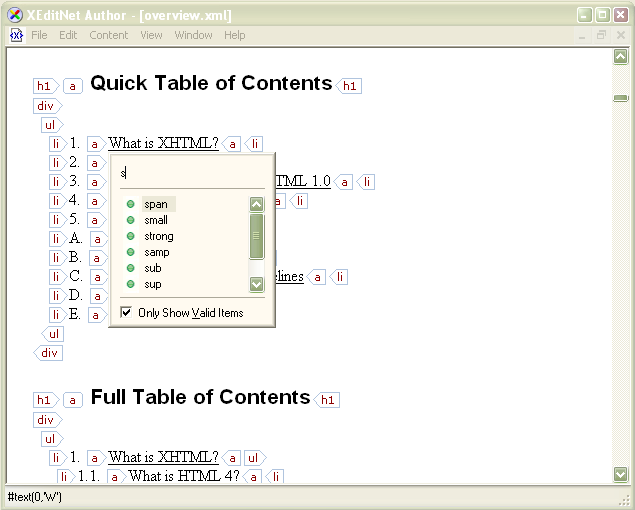 XEditNet Author - [overview.xml]
File Edit Content View Window Help
h1 a Quick Table of Contents h1
div
ul
li 1. a What is XHTML? a li
li 2. a
li 3. a TML 1.0 a li
li 4. a a li
li 5. a
li A. a
li B. a
li C. a lines a li
li D. a
li E. a
ul
div
s
span
small
strong
samp
sub
sup
Only Show Valid Items
h1 a Full Table of Contents h1
div
ul
li 1. a What is XHTML? a ul
li 1.1. a What is HTML 4? a li
#text(0,"W")